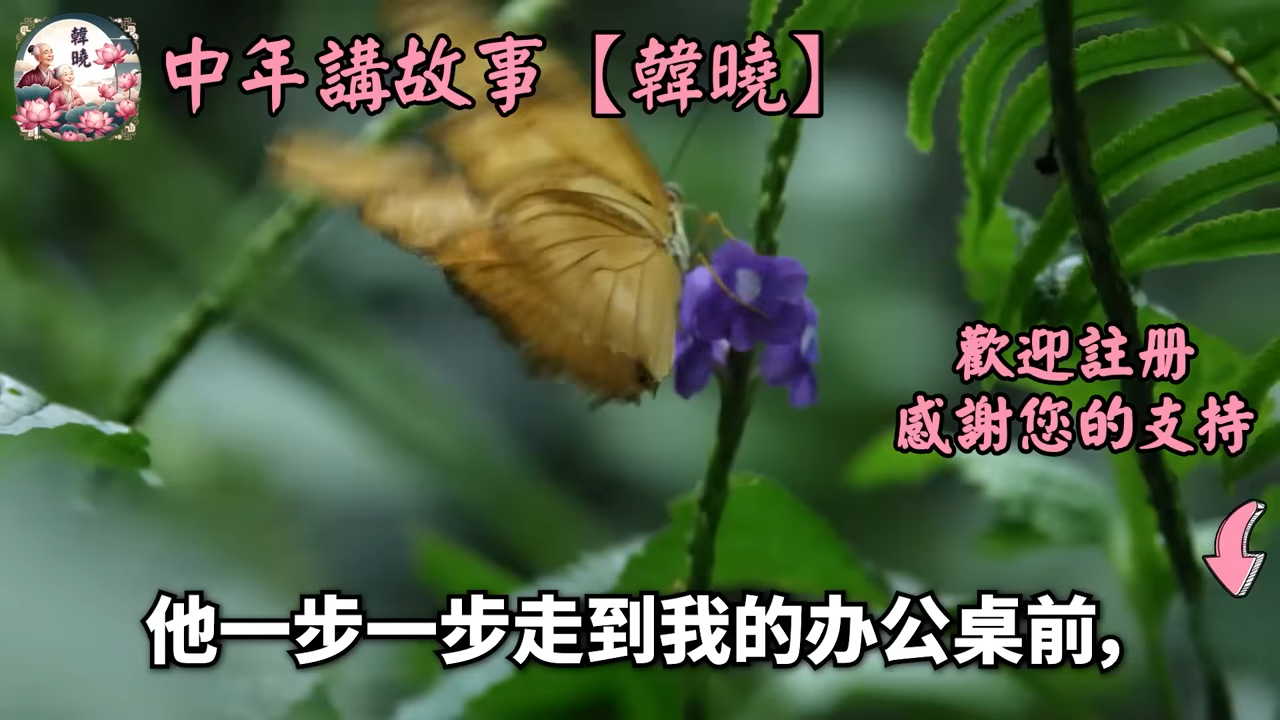 韓
曉
中年講故事【韓曉】
歡迎註册
感謝您的支持
他一步一步走到我的办公桌前,